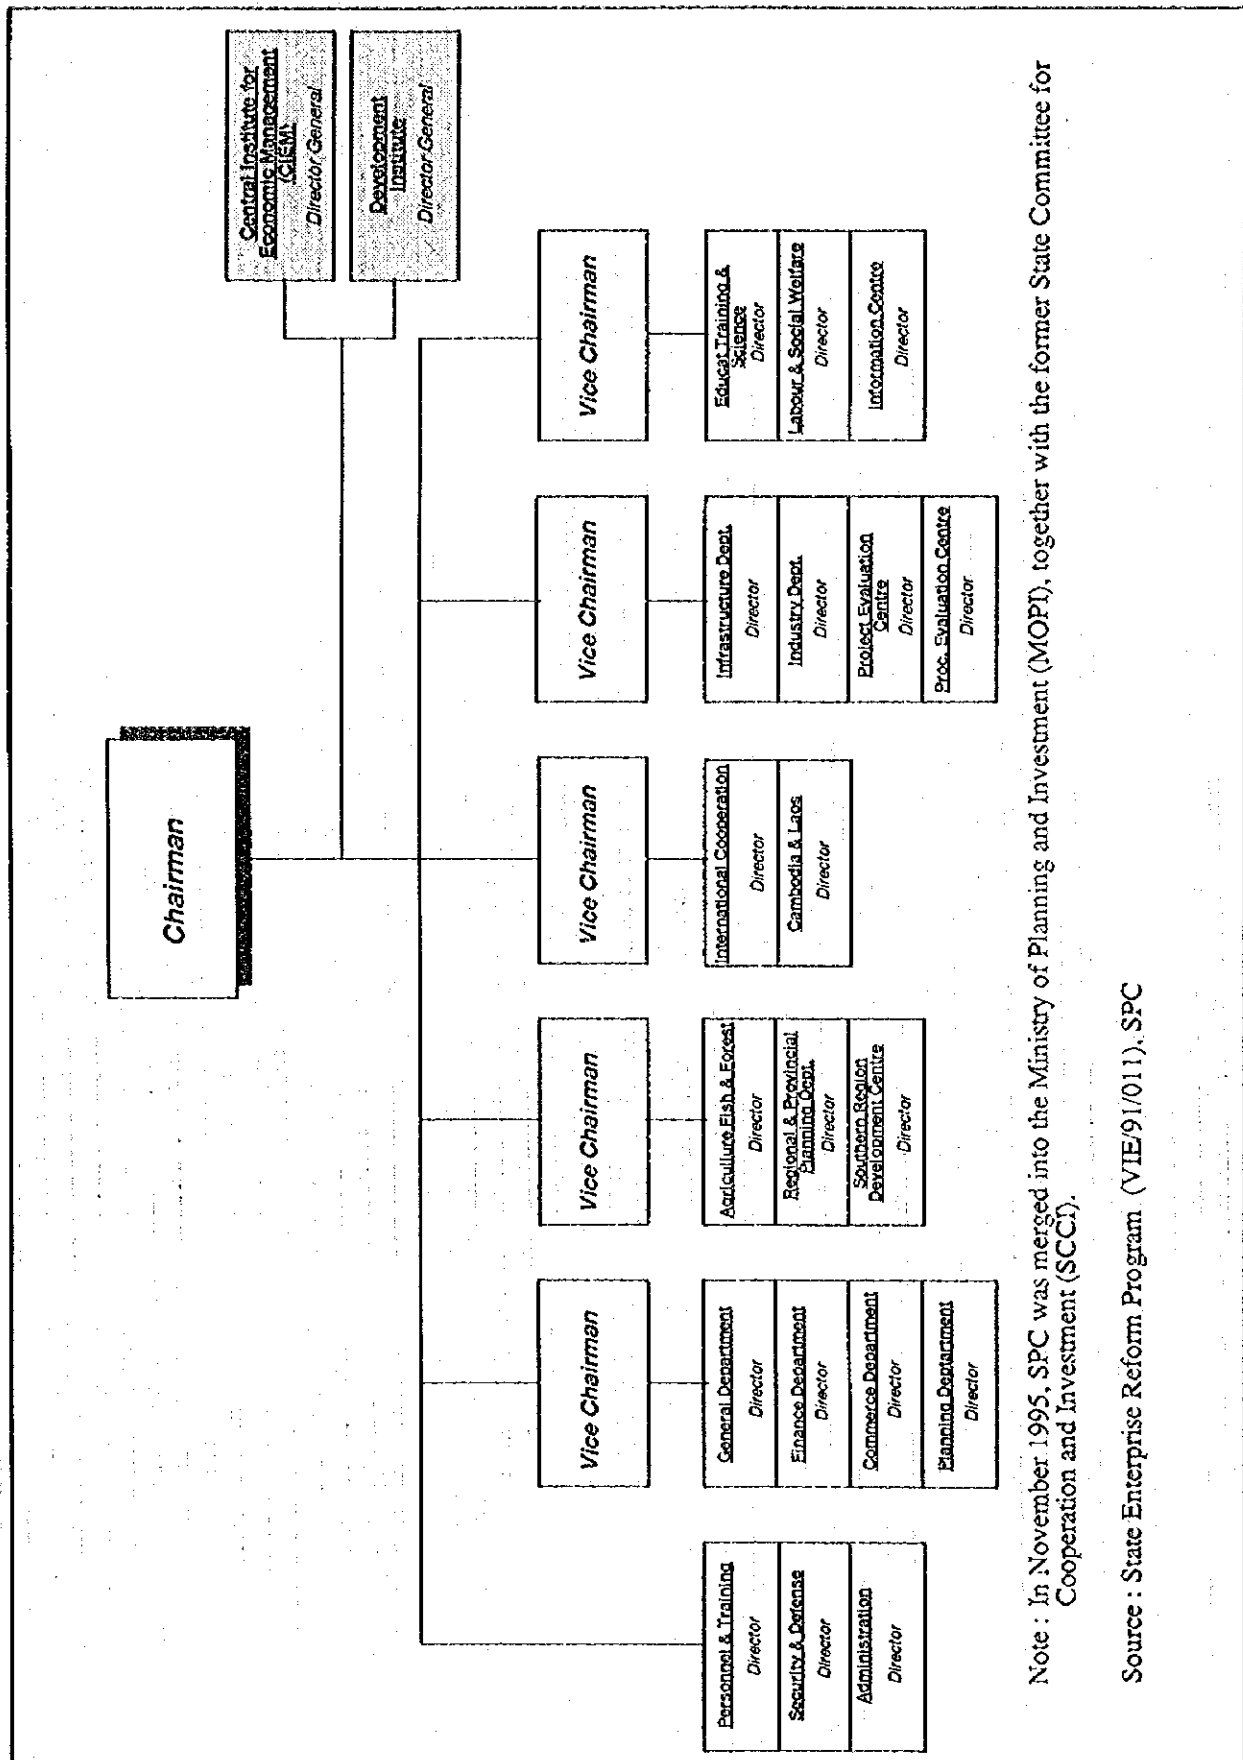 Chairman
Central Institute for
Economic Management
(CIEM)
Director General
Development
Institute
Director General
Vice Chairman
Vice Chairman
Vice Chairman
Vice Chairman
Vice Chairman
Personnel & Training
Director
Security & Defense
Director
Administration
Director
General Department
Director
Finance Department
Director
Commerce Department
Director
Planning Deptartment
Director
Agricullure Fish & Forest
Director
Regional & Provincial
Planning Dept.
Director
Southern Region
Development Centre
Director
International Cooperation
Director
Cambodia & Laos
Director
Infrastructure Dept.
Director
Industry Dept.
Director
Project Evaluation
Centre
Director
Proc. Evaluation Centre
Director
Educat Training &
Science
Director
Labour & Social Welfare
Director
Information Centre
Director
Note : In November 1995, SPC was merged into the Ministry of Planning and Investment (MOPI), together with the former State Committee for
Cooperation and Investment (SCCI).
Source : State Enterprise Reform Program (VIE/91/011), SPC